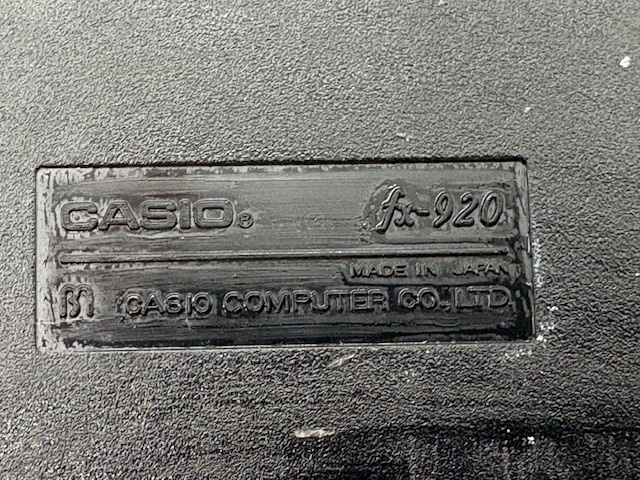 CASIO® fx-920
MADE IN JAPAN
M CASIO COMPUTER CO., LTD.